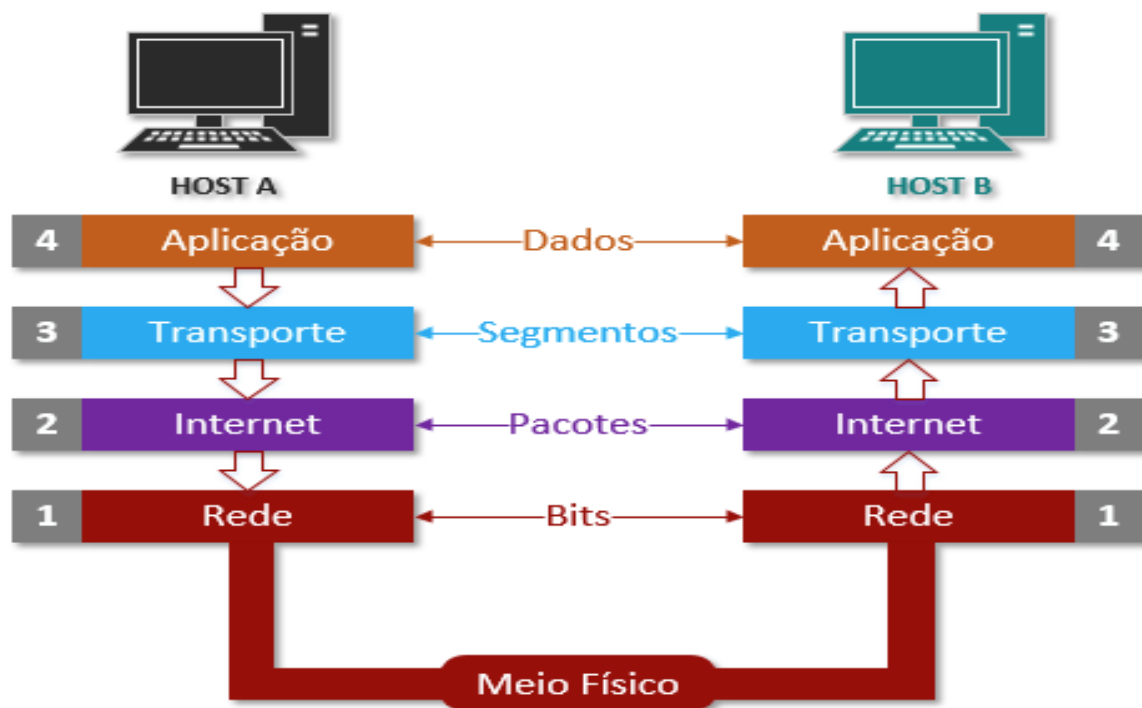 HOST A
HOST B
4 Aplicação Dados Aplicação 4
3 Transporte Segmentos Transporte 3
2 Internet Pacotes Internet 2
1 Rede Bits Rede 1
Meio Físico